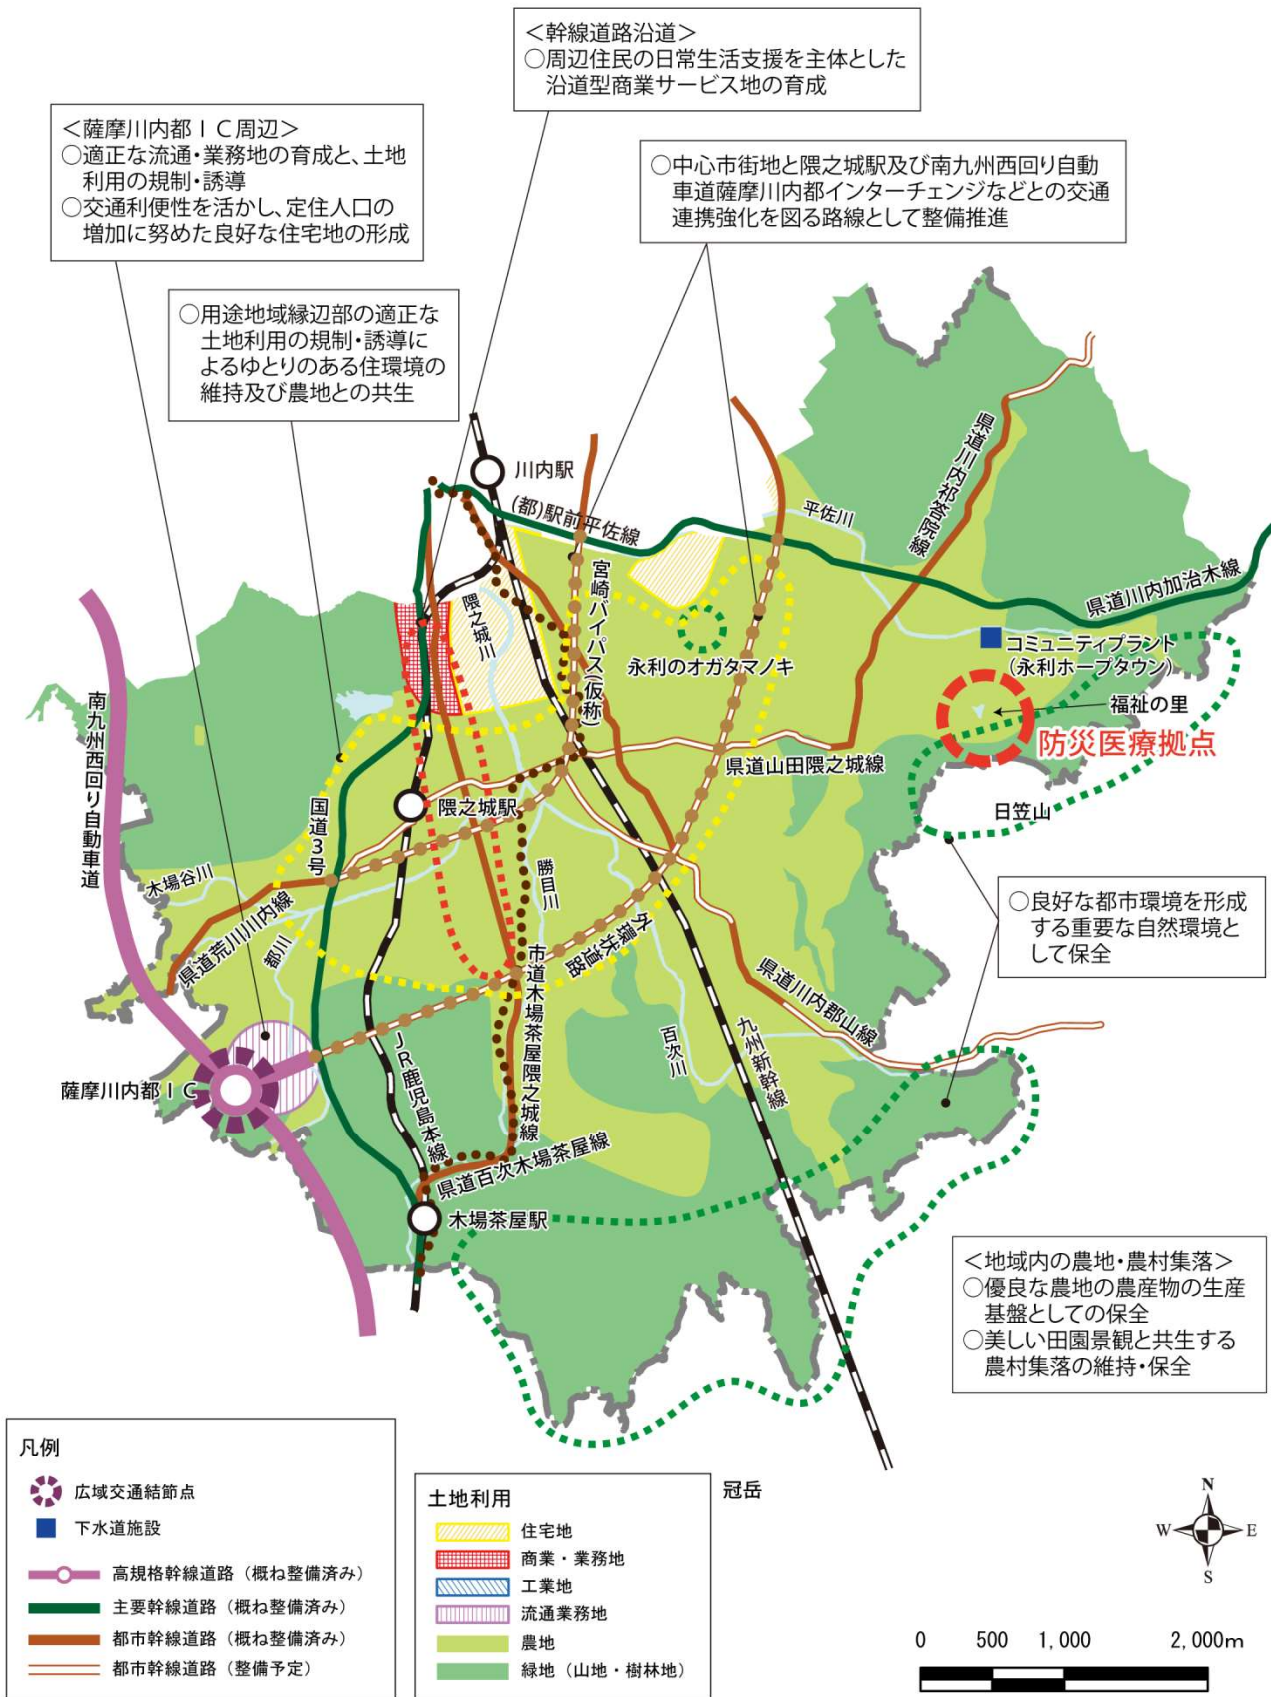 ＜幹線道路沿道＞
○周辺住民の日常生活支援を主体とした
沿道型商業サービス地の育成
＜薩摩川内都ＩＣ周辺＞
○適正な流通・業務地の育成と、土地
利用の規制・誘導
○交通利便性を活かし、定住人口の
増加に努めた良好な住宅地の形成
○中心市街地と隈之城駅及び南九州西回り自動
車道薩摩川内都インターチェンジなどとの交通
連携強化を図る路線として整備推進
○用途地域縁辺部の適正な
土地利用の規制・誘導に
よるゆとりのある住環境の
維持及び農地との共生
川内駅
(都)駅前平佐線
平佐川
県道川内祁答院線
県道川内加治木線
宮崎バイパス(仮称)
隈之城川
永利のオガタマノキ
コミュニティプラント
(永利ホープタウン)
福祉の里
防災医療拠点
県道山田隈之城線
日笠山
南九州西回り自動車道
国道3号
隈之城駅
木場谷川
県道荒川川内線
都川
勝目川
外環状道路
市道木場茶屋隈之城線
県道川内郡山線
百次川
九州新幹線
JR鹿児島本線
○良好な都市環境を形成
する重要な自然環境と
して保全
薩摩川内都ＩＣ
県道百次木場茶屋線
木場茶屋駅
＜地域内の農地・農村集落＞
○優良な農地の農産物の生産
基盤としての保全
○美しい田園景観と共生する
農村集落の維持・保全
冠岳
凡例
広域交通結節点
下水道施設
高規格幹線道路（概ね整備済み）
主要幹線道路（概ね整備済み）
都市幹線道路（概ね整備済み）
都市幹線道路（整備予定）
土地利用
住宅地
商業・業務地
工業地
流通業務地
農地
緑地（山地・樹林地）
N
W E
S
0 500 1,000 2,000m